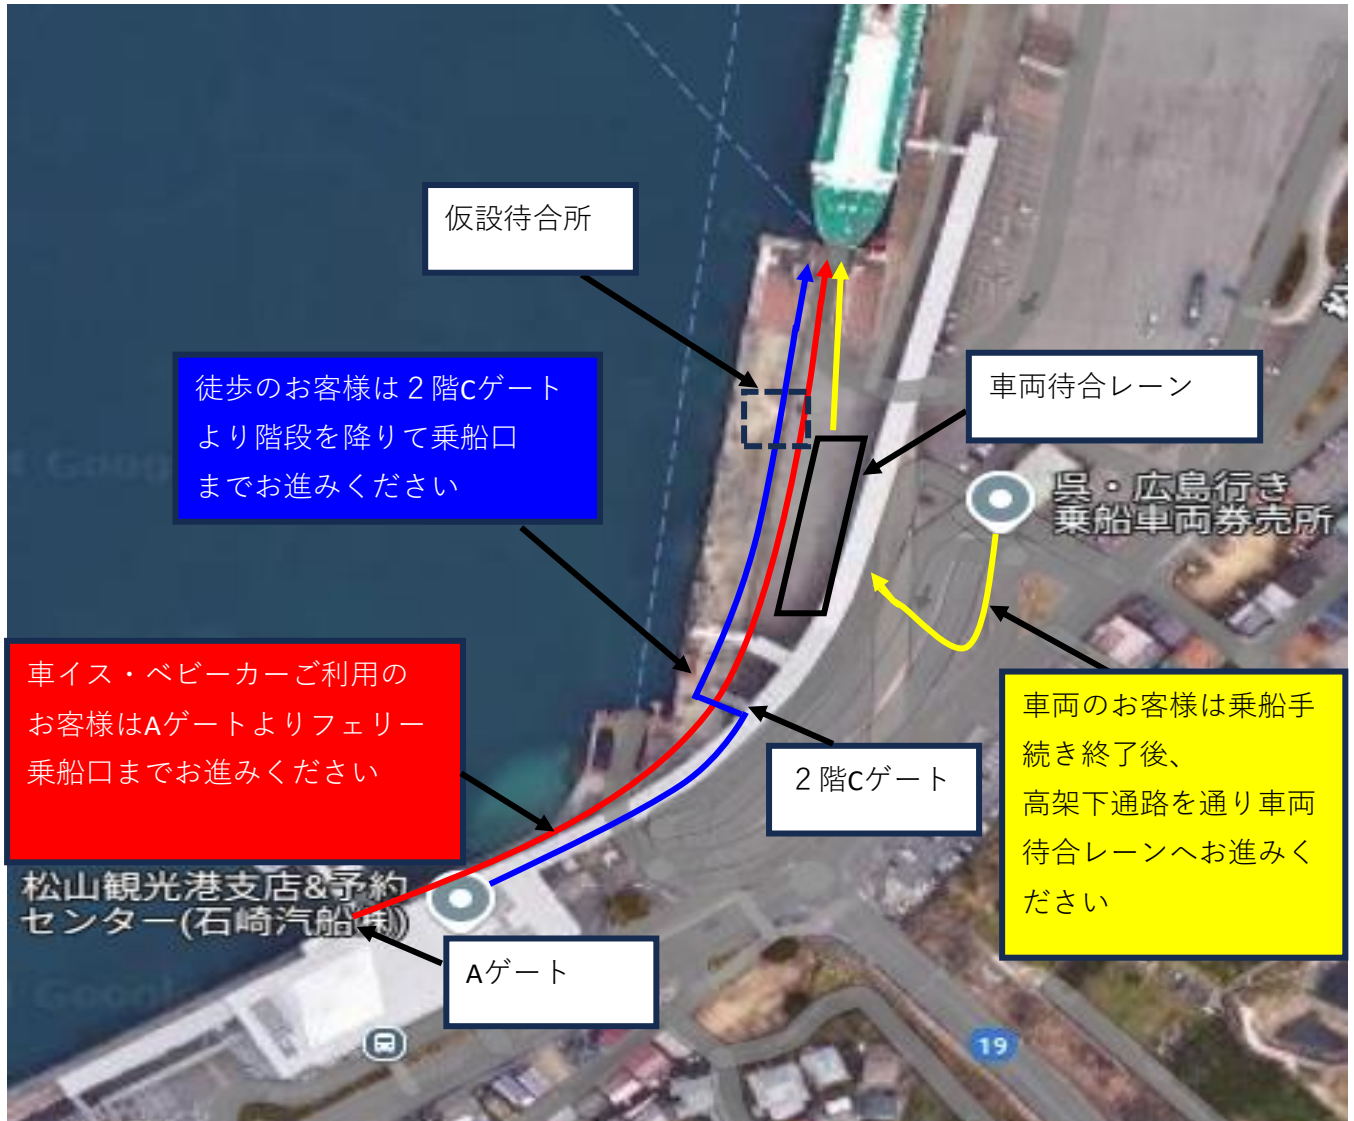 仮設待合所
徒歩のお客様は２階Cゲート
より階段を降りて乗船口
までお進みください
車両待合レーン
呉・広島行き
乗船車両券売所
車イス・ベビーカーご利用の
お客様はAゲートよりフェリー
乗船口までお進みください
車両のお客様は乗船手
続き終了後、
高架下通路を通り車両
待合レーンへお進みく
ださい
２階Cゲート
松山観光港支店&予約
センター(石崎汽船㈱)
Aゲート
19